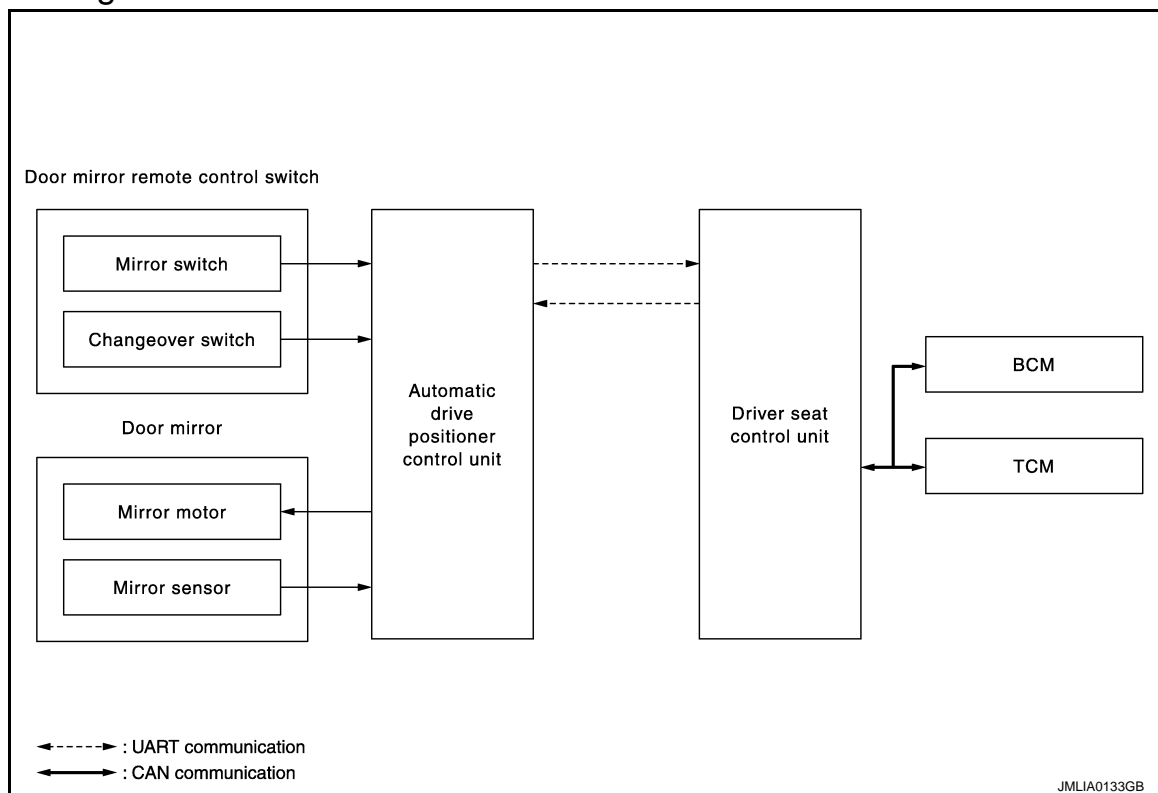 Door mirror remote control switch
Mirror switch
Changeover switch
Door mirror
Mirror motor
Mirror sensor
Automatic
drive
positioner
control unit
Driver seat
control unit
BCM
TCM
: UART communication
: CAN communication
JMLIA0133GB